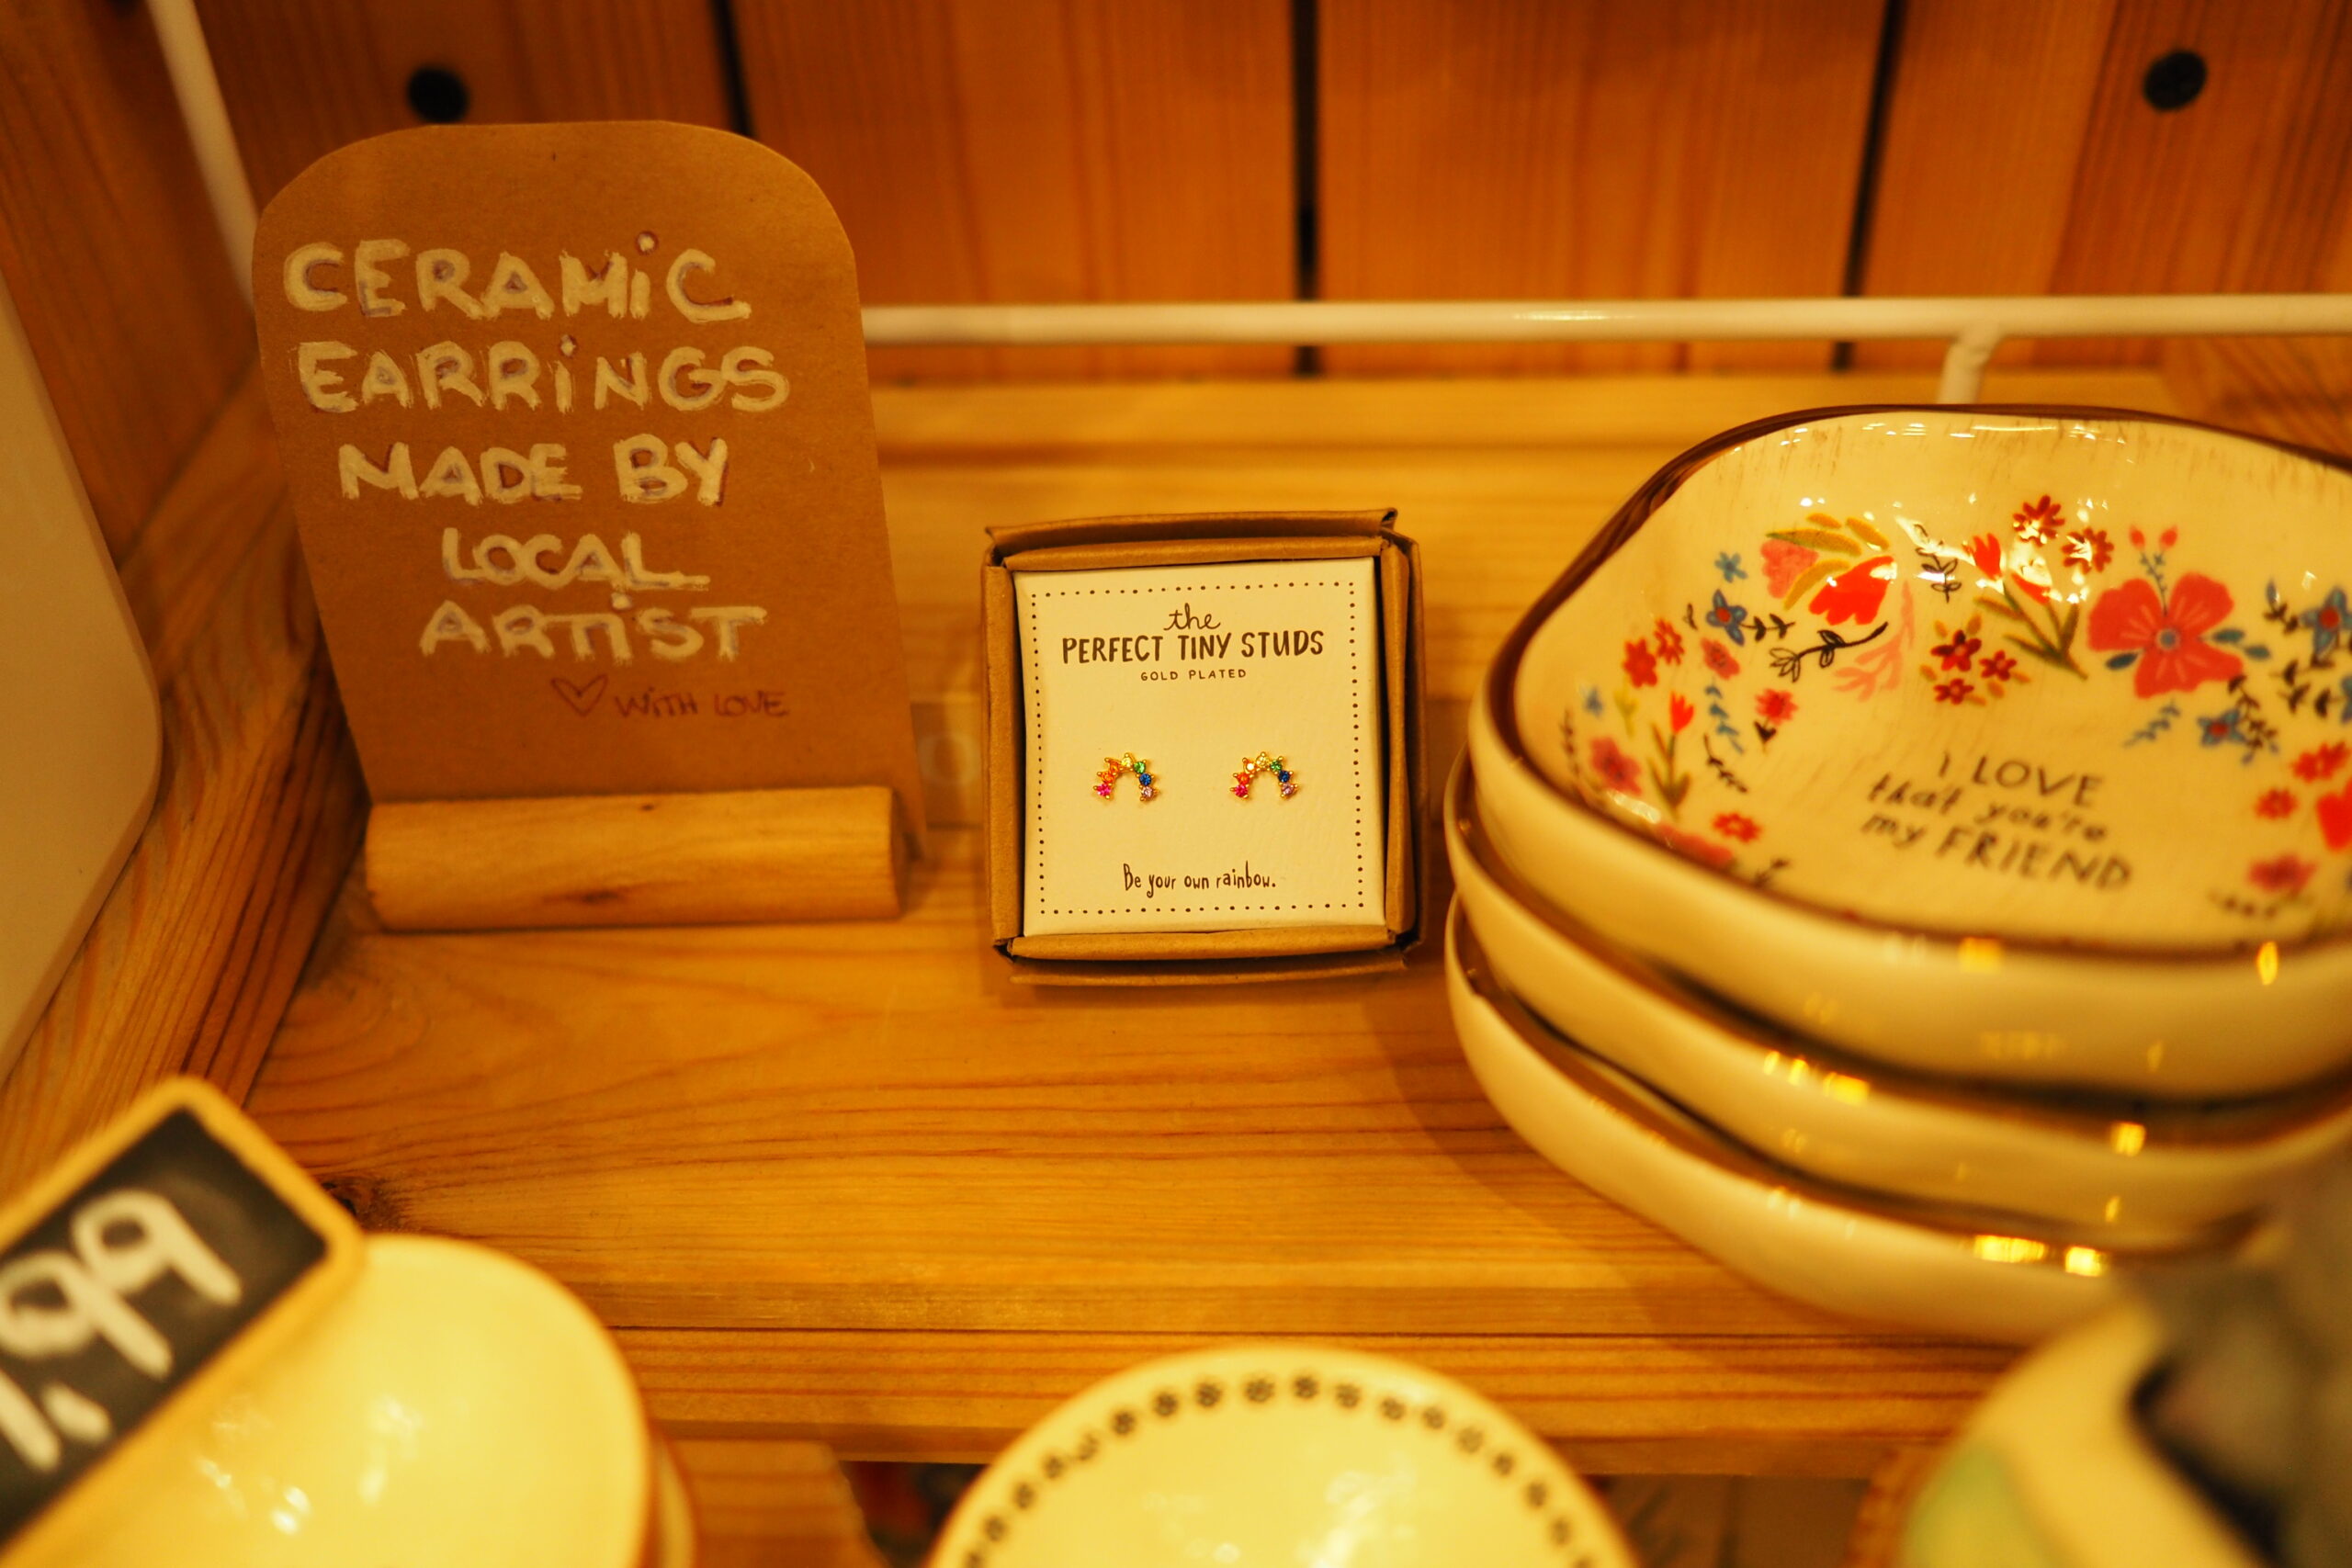 CERAMiC
EARRiNGS
MADE BY
LOCAL
ARTiST
WiTH LOVE
the
PERFECT TINY STUDS
GOLD PLATED
Be your own rainbow.
I LOVE
that you're
my FRIEND
.99